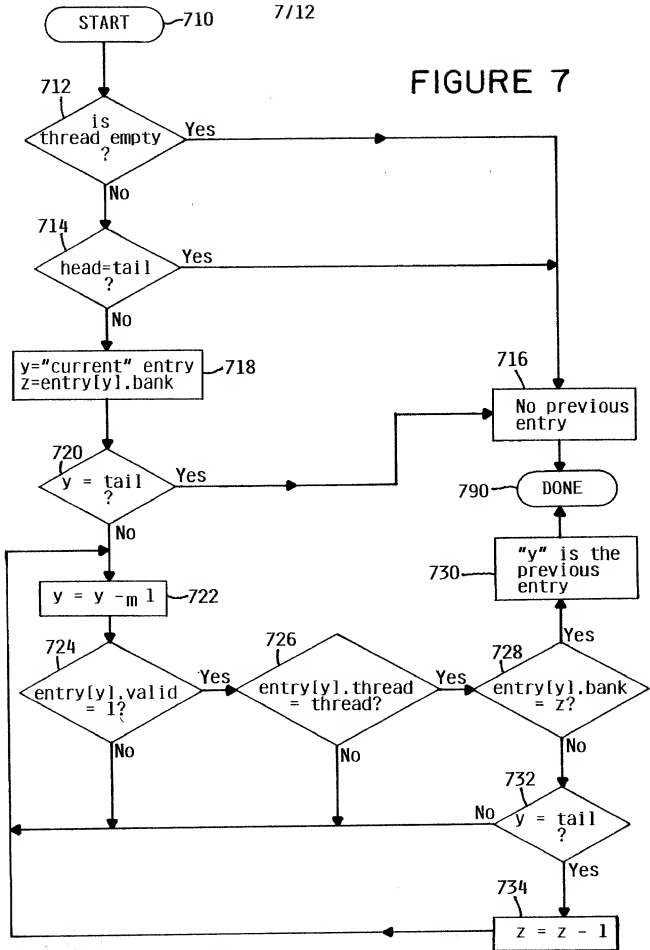 START
710
7/12
FIGURE 7
712
is
thread empty
?
Yes
No
714
head=tail
?
Yes
No
y="current" entry
z=entry[y].bank
718
716
No previous
entry
720
y = tail
?
Yes
No
790
DONE
"y" is the
previous
entry
730
y = y -m 1
722
724
entry[y].valid
= 1?
Yes
No
726
entry[y].thread
= thread?
Yes
No
728
entry[y].bank
= z?
Yes
No
732
y = tail
?
No
Yes
734
z = z - 1